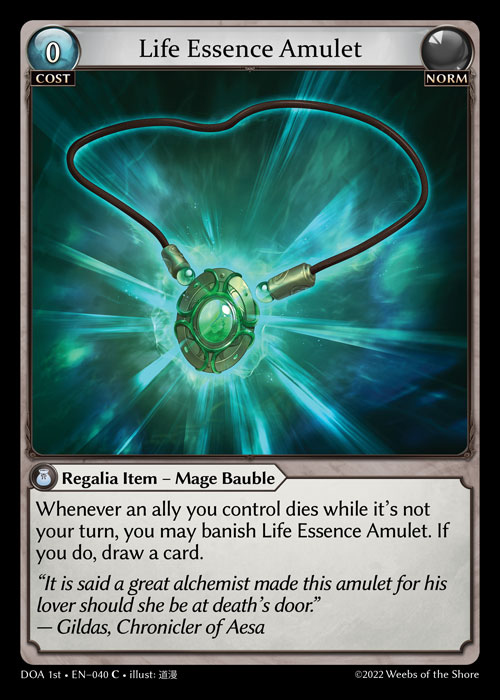 0
Life Essence Amulet
COST
NORM
Regalia Item – Mage Bauble
Whenever an ally you control dies while it's not
your turn, you may banish Life Essence Amulet. If
you do, draw a card.
“It is said a great alchemist made this amulet for his
lover should she be at death's door.”
— Gildas, Chronicler of Aesa
DOA 1st • EN–040 C • illust: 道漫
©2022 Weebs of the Shore